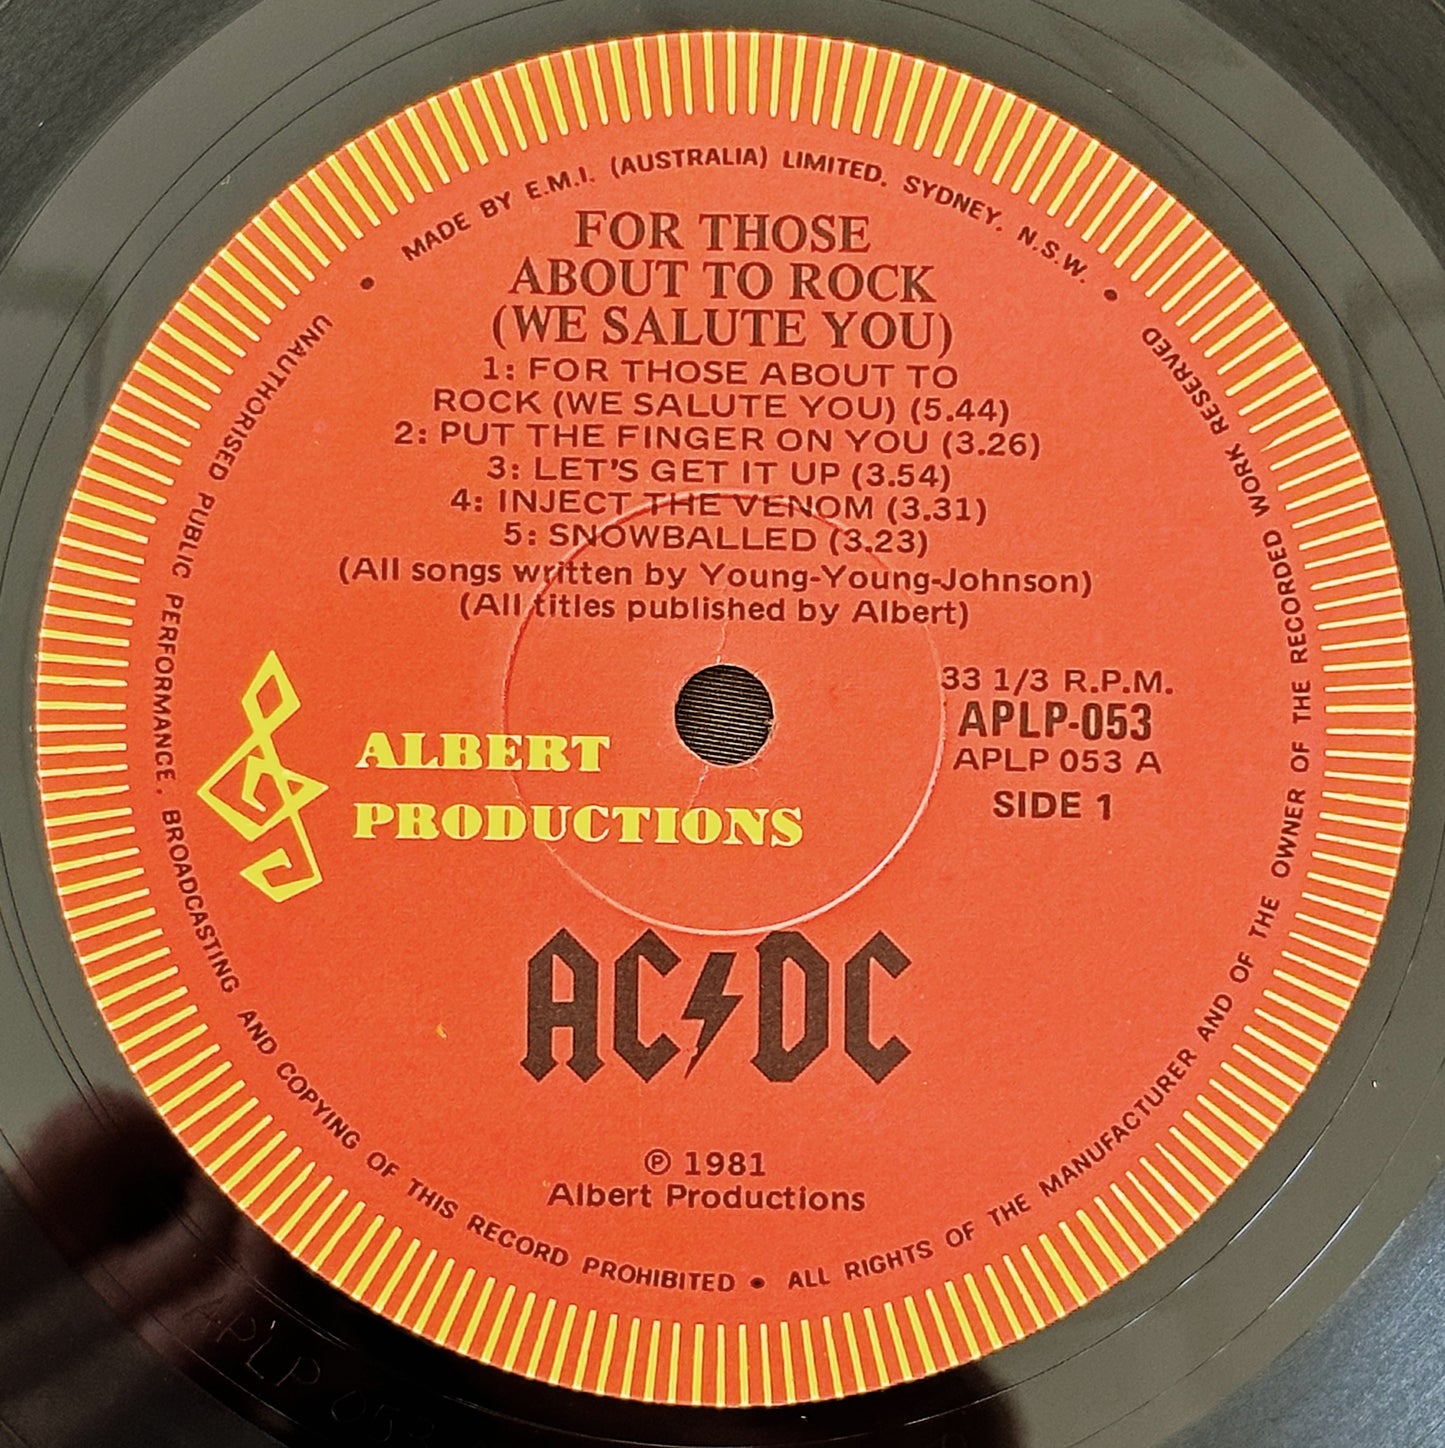 MADE BY E.M.I. (AUSTRALIA) LIMITED. SYDNEY. N.S.W. •
FOR THOSE
ABOUT TO ROCK
(WE SALUTE YOU)
1: FOR THOSE ABOUT TO
ROCK (WE SALUTE YOU) (5.44)
2: PUT THE FINGER ON YOU (3.26)
3: LET'S GET IT UP (3.54)
4: INJECT THE VENOM (3.31)
5: SNOWBALLED (3.23)
(All songs written by Young-Young-Johnson)
(All titles published by Albert)
33 1/3 R.P.M.
APLP-053
APLP 053 A
SIDE 1
ALBERT
PRODUCTIONS
AC⚡DC
℗ 1981
Albert Productions
• UNAUTHORISED PUBLIC PERFORMANCE. BROADCASTING AND COPYING OF THIS RECORD PROHIBITED • ALL RIGHTS OF THE MANUFACTURER AND OF THE OWNER OF THE RECORDED WORK RESERVED
APLP 053